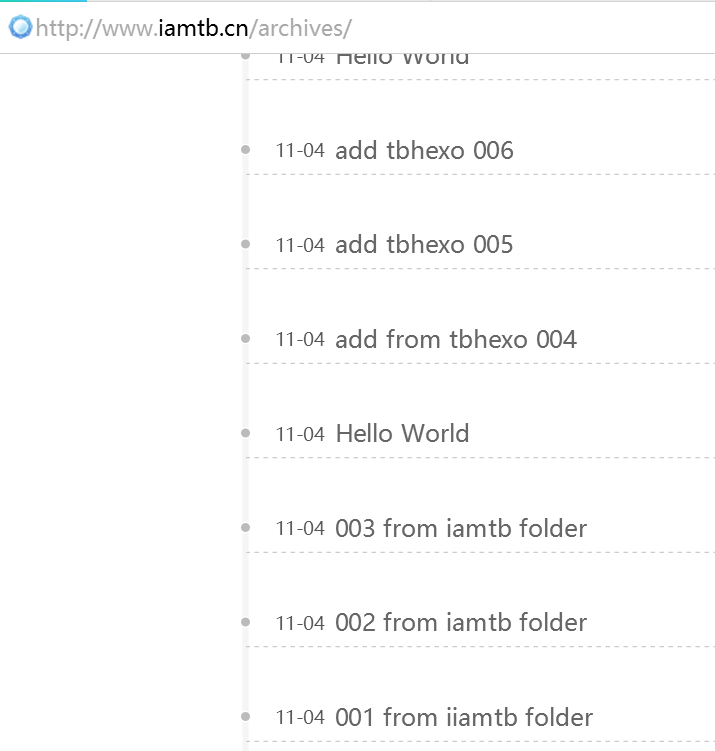 http://www.iamtb.cn/archives/
11-04 Hello World
11-04 add tbhexo 006
11-04 add tbhexo 005
11-04 add from tbhexo 004
11-04 Hello World
11-04 003 from iamtb folder
11-04 002 from iamtb folder
11-04 001 from iiamtb folder